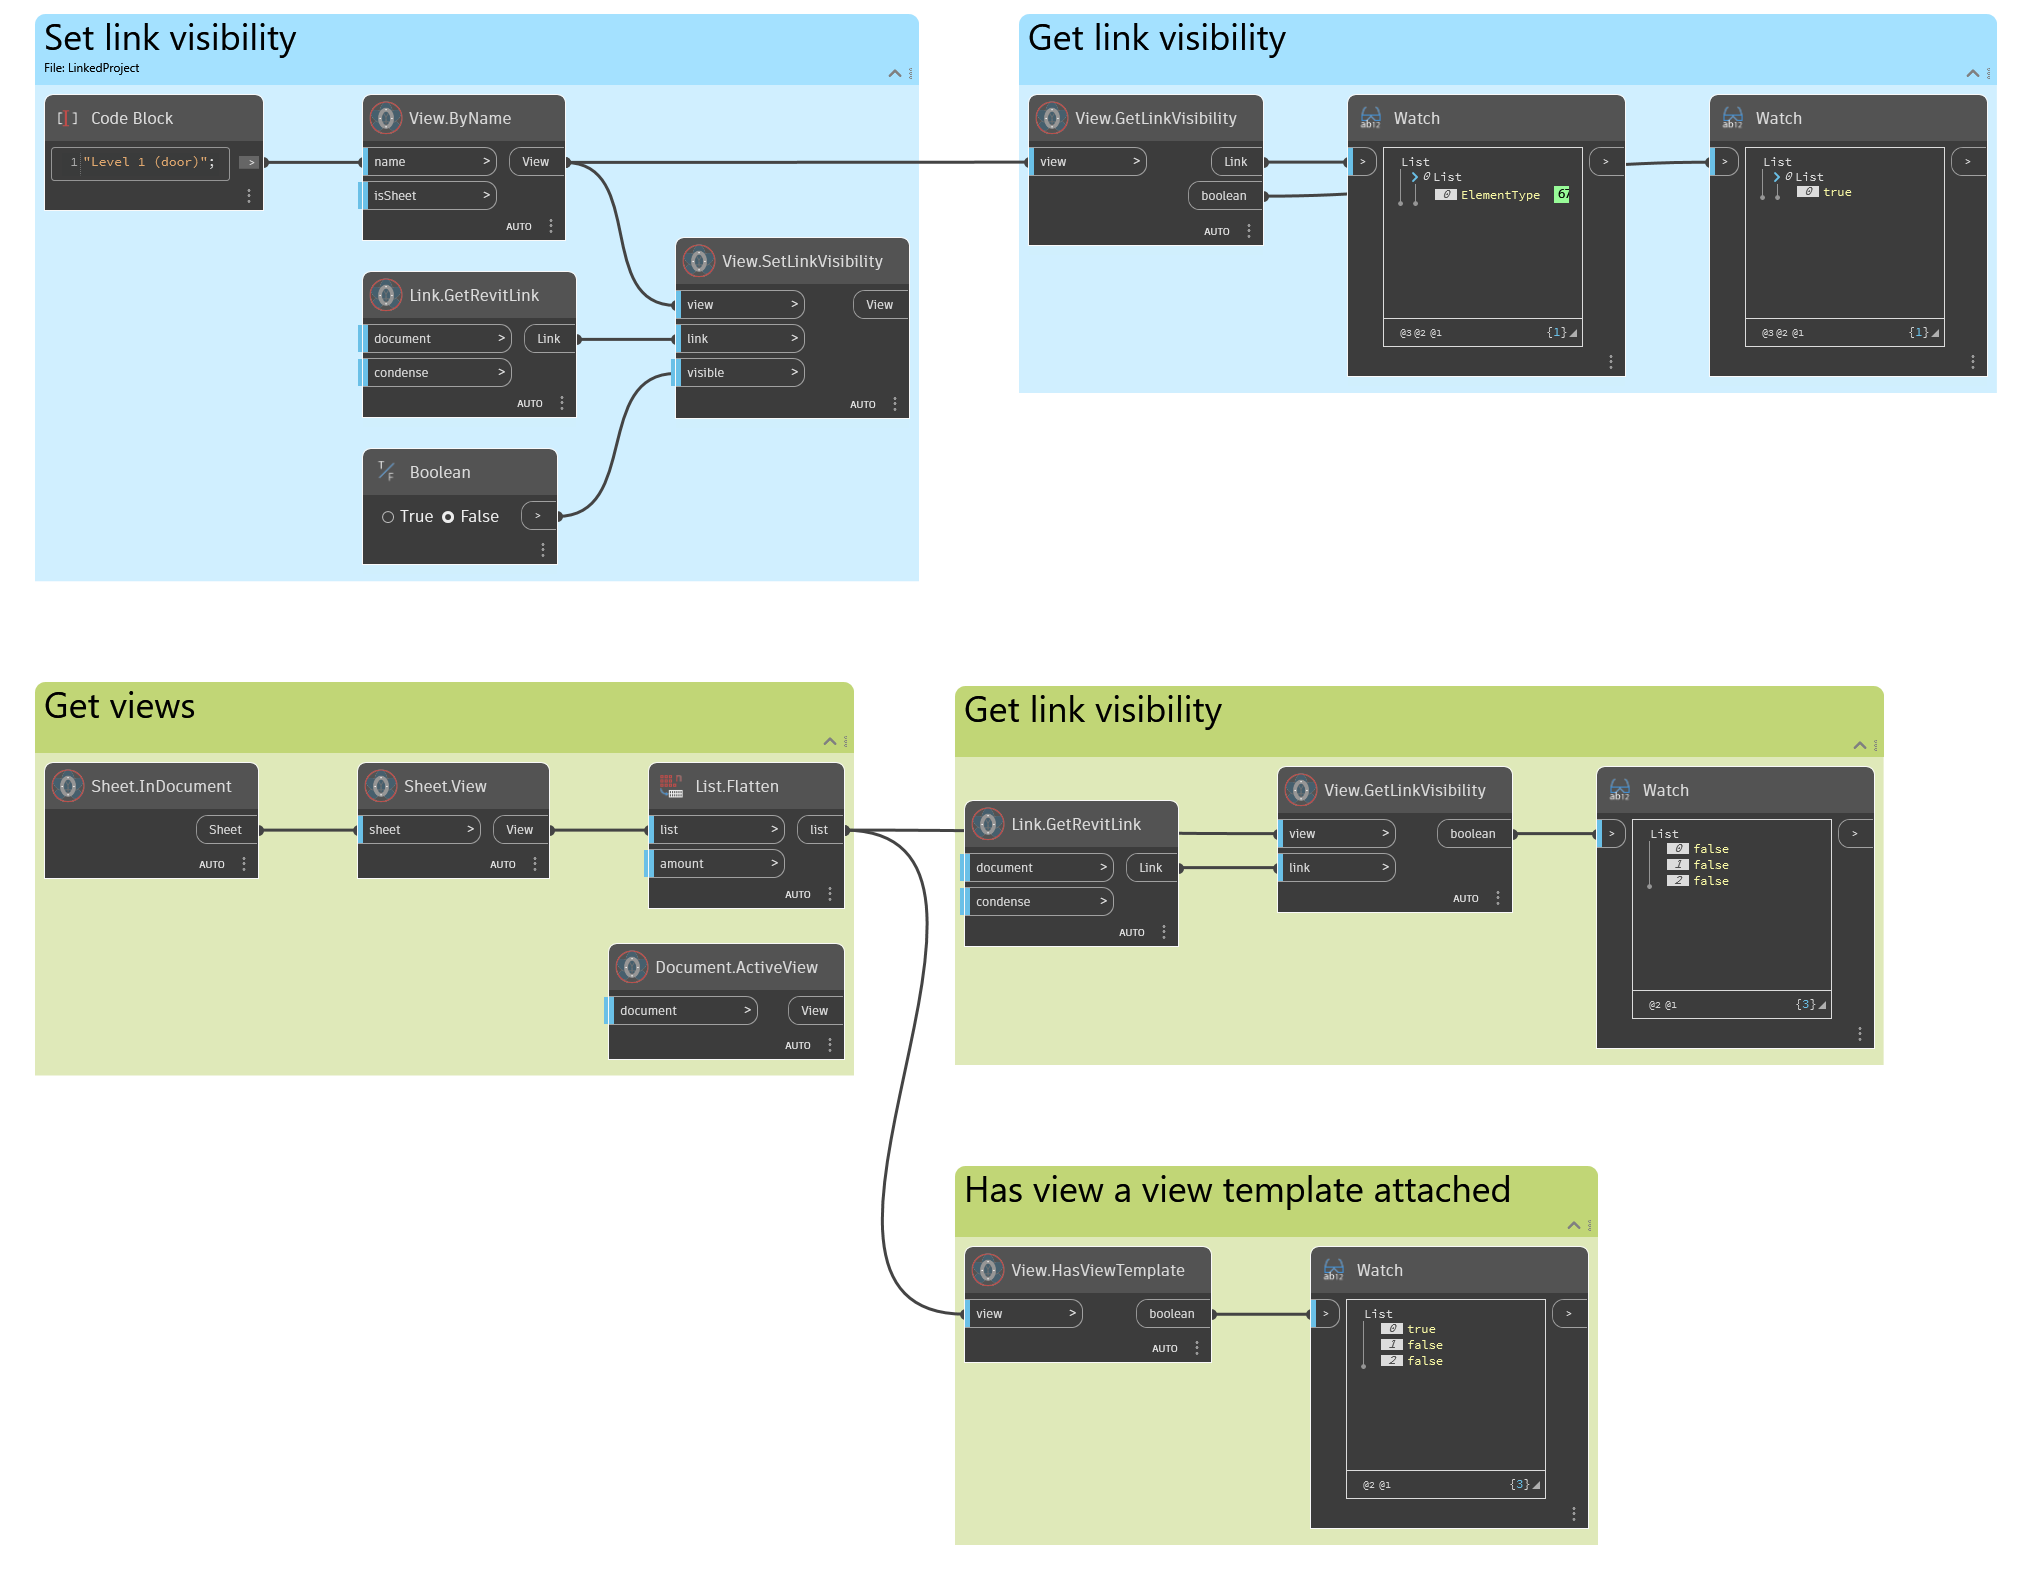 Set link visibility
File: LinkedProject
Code Block
1 "Level 1 (door)"; >
View.ByName
name > View
isSheet >
AUTO
Link.GetRevitLink
document > Link
condense >
AUTO
Boolean
True False >
View.SetLinkVisibility
view > View
link >
visible >
AUTO
Get link visibility
View.GetLinkVisibility
view > Link
boolean
AUTO
Watch
> List >
0 List
0 ElementType 67
@3 @2 @1 {1}
Watch
> List >
0 List
0 true
@3 @2 @1 {1}
Get views
Sheet.InDocument
Sheet
AUTO
Sheet.View
sheet > View
AUTO
List.Flatten
list > list
amount >
AUTO
Document.ActiveView
document > View
AUTO
Get link visibility
Link.GetRevitLink
document > Link
condense >
AUTO
View.GetLinkVisibility
view > boolean
link >
AUTO
Watch
> List >
0 false
1 false
2 false
@2 @1 {3}
Has view a view template attached
View.HasViewTemplate
view > boolean
AUTO
Watch
> List >
0 true
1 false
2 false
@2 @1 {3}